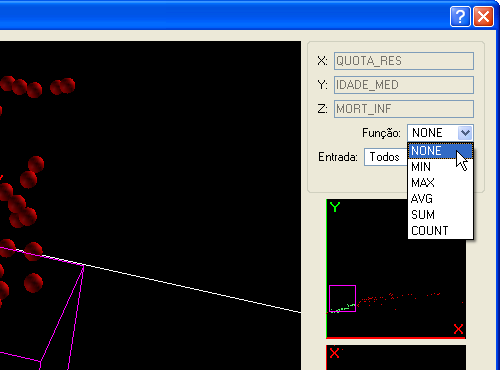 X: QUOTA_RES
Y: IDADE_MED
Z: MORT_INF
Função: NONE
Entrada: Todos
NONE
MIN
MAX
AVG
SUM
COUNT
Y
X
X